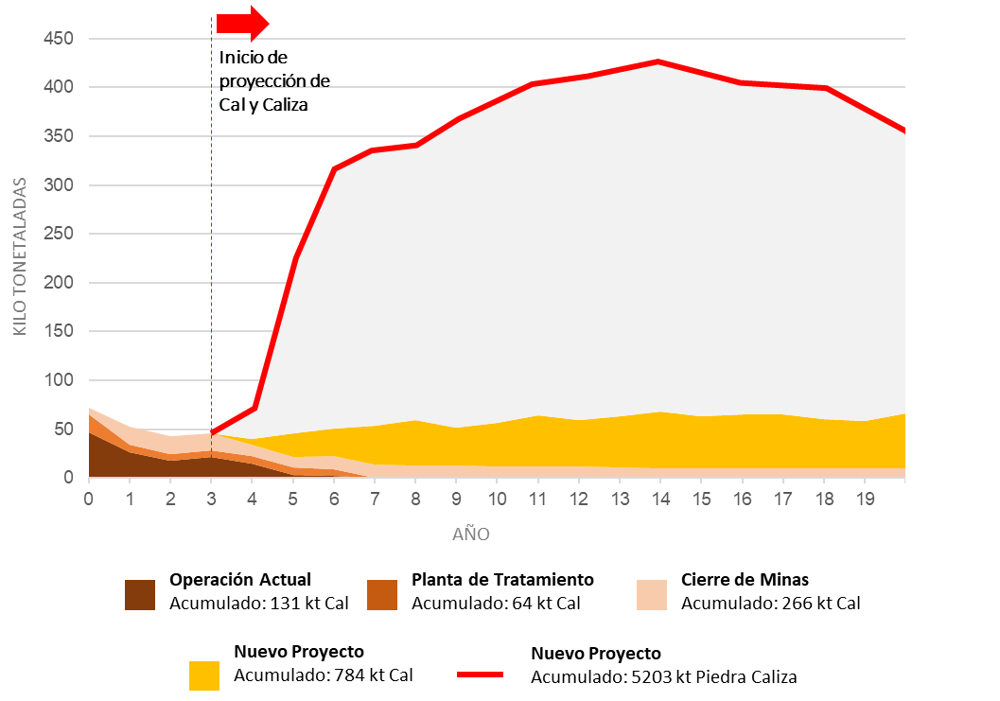 450
400
350
300
250
200
150
100
50
0
KILO TONETALADAS
Inicio de
proyección de
Cal y Caliza
0 1 2 3 4 5 6 7 8 9 10 11 12 13 14 15 16 17 18 19
AÑO
Operación Actual
Acumulado: 131 kt Cal
Planta de Tratamiento
Acumulado: 64 kt Cal
Cierre de Minas
Acumulado: 266 kt Cal
Nuevo Proyecto
Acumulado: 784 kt Cal
Nuevo Proyecto
Acumulado: 5203 kt Piedra Caliza